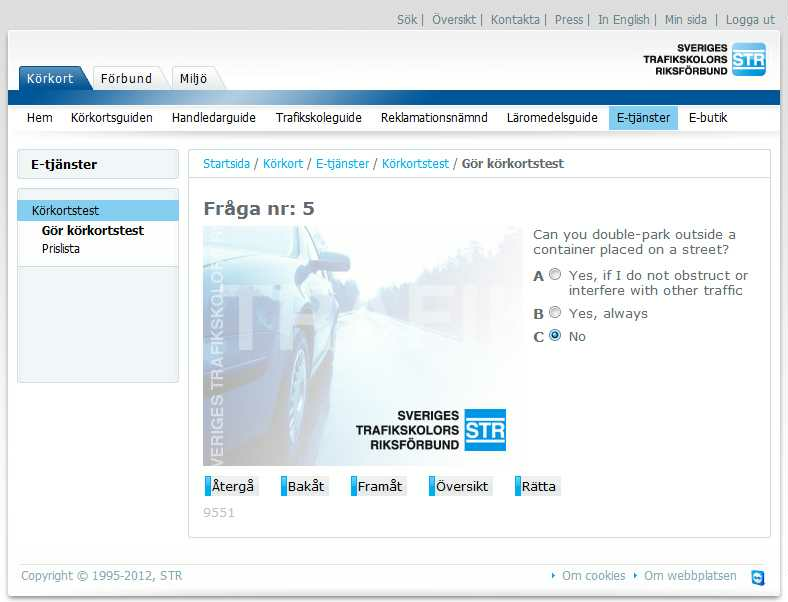 Sök | Översikt | Kontakta | Press | In English | Min sida | Logga ut
SVERIGES
TRAFIKSKOLORS
RIKSFÖRBUND
STR
Körkort Förbund Miljö
Hem Körkortsguiden Handledarguide Trafikskoleguide Reklamationsnämnd Läromedelsguide E-tjänster E-butik
E-tjänster
Körkortstest
Gör körkortstest
Prislista
Startsida / Körkort / E-tjänster / Körkortstest / Gör körkortstest
Fråga nr: 5
SVERIGES TRAFIKSKOLOR
TRAFI
SVERIGES
TRAFIKSKOLORS
RIKSFÖRBUND
STR
Can you double-park outside a
container placed on a street?
A Yes, if I do not obstruct or
interfere with other traffic
B Yes, always
C No
Återgå Bakåt Framåt Översikt Rätta
9551
Copyright © 1995-2012, STR
Om cookies Om webbplatsen